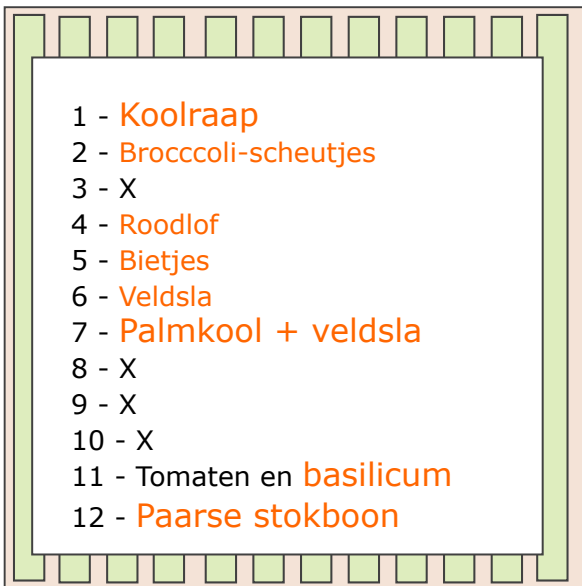 1 - Koolraap
2 - Brocccoli-scheutjes
3 - X
4 - Roodlof
5 - Bietjes
6 - Veldsla
7 - Palmkool + veldsla
8 - X
9 - X
10 - X
11 - Tomaten en basilicum
12 - Paarse stokboon